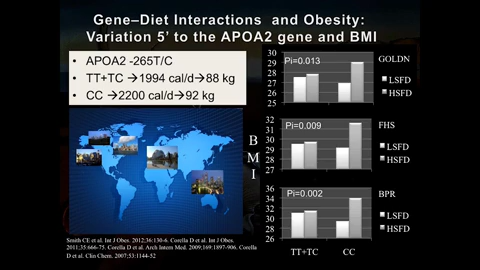 Gene–Diet Interactions and Obesity:
Variation 5' to the APOA2 gene and BMI
• APOA2 -265T/C
• TT+TC →1994 cal/d→88 kg
• CC →2200 cal/d→92 kg
B
M
I
30
29
28
27
26
25
Pi=0.013
GOLDN
LSFD
HSFD
33
31
29
27
25
Pi=0.009
FHS
LSFD
HSFD
36
34
32
30
28
26
Pi=0.002
BPR
LSFD
HSFD
TT+TC CC
Smith CE et al. Int J Obes. 2012;36:130-6. Corella D et al. Int J Obes.
2011;35:666-75. Corella D et al. Arch Intern Med. 2009;169:1897-906. Corella
D et al. Clin Chem. 2007;53:1144-52